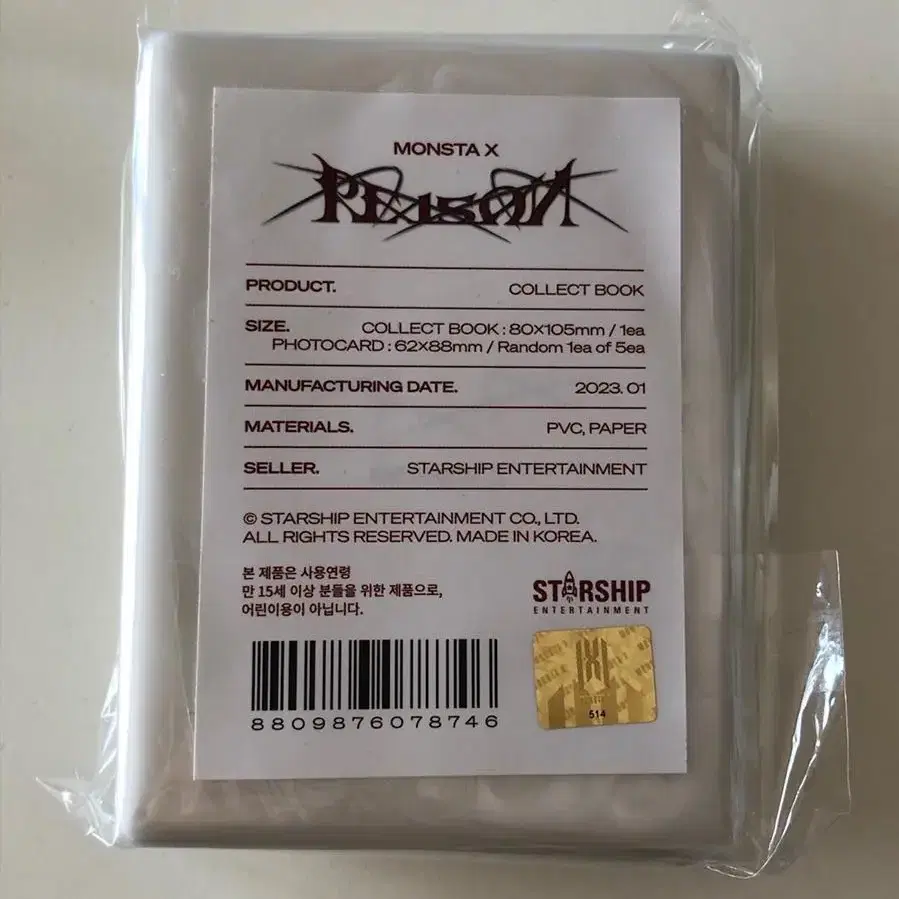 MONSTA X
REASON
PRODUCT. COLLECT BOOK
SIZE. COLLECT BOOK : 80X105mm / 1ea
PHOTOCARD : 62X88mm / Random 1ea of 5ea
MANUFACTURING DATE. 2023. 01
MATERIALS. PVC, PAPER
SELLER. STARSHIP ENTERTAINMENT
© STARSHIP ENTERTAINMENT CO., LTD.
ALL RIGHTS RESERVED. MADE IN KOREA.
본 제품은 사용연령
만 15세 이상 분들을 위한 제품으로,
어린이용이 아닙니다.
STARSHIP
ENTERTAINMENT
8809876078746
514